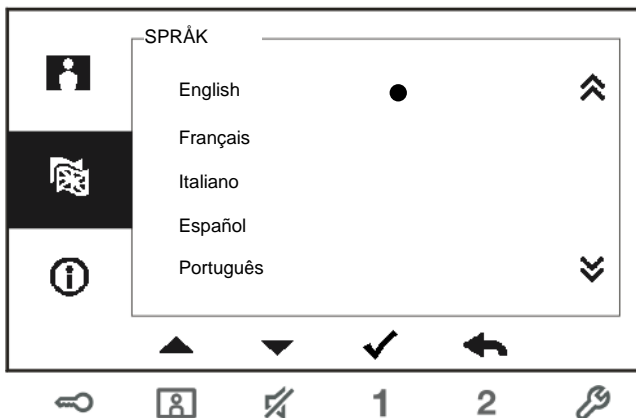 SPRÅK
English
Français
Italiano
Español
Português
1 2